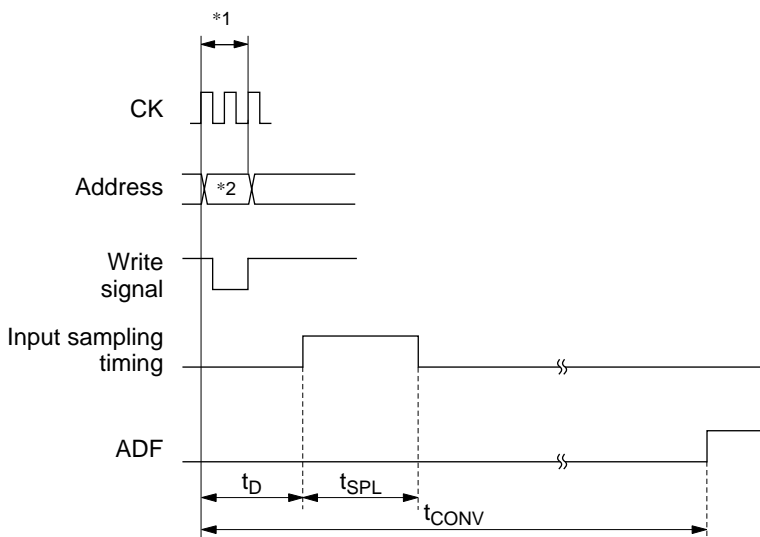 *1
CK
Address
*2
Write
signal
Input sampling
timing
ADF
tD
tSPL
tCONV